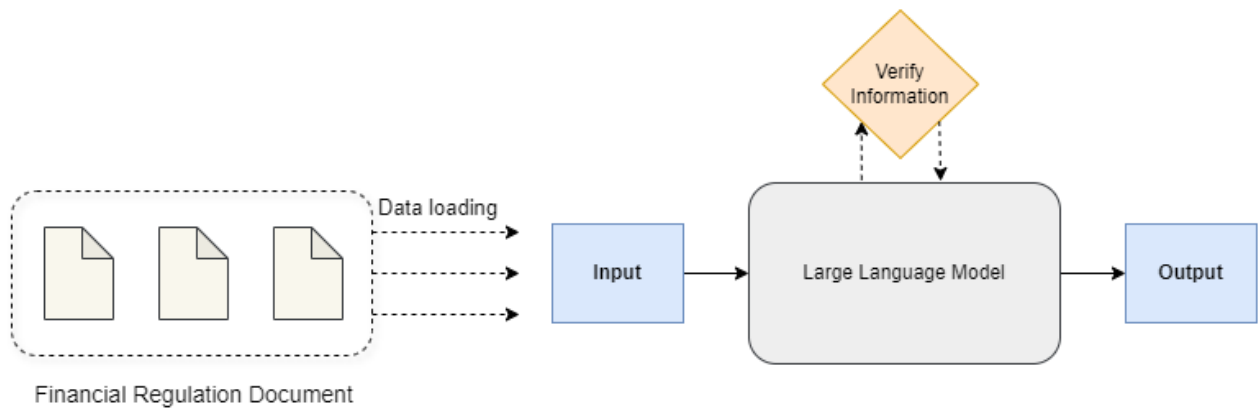 Verify
Information
Data loading
Input
Large Language Model
Output
Financial Regulation Document